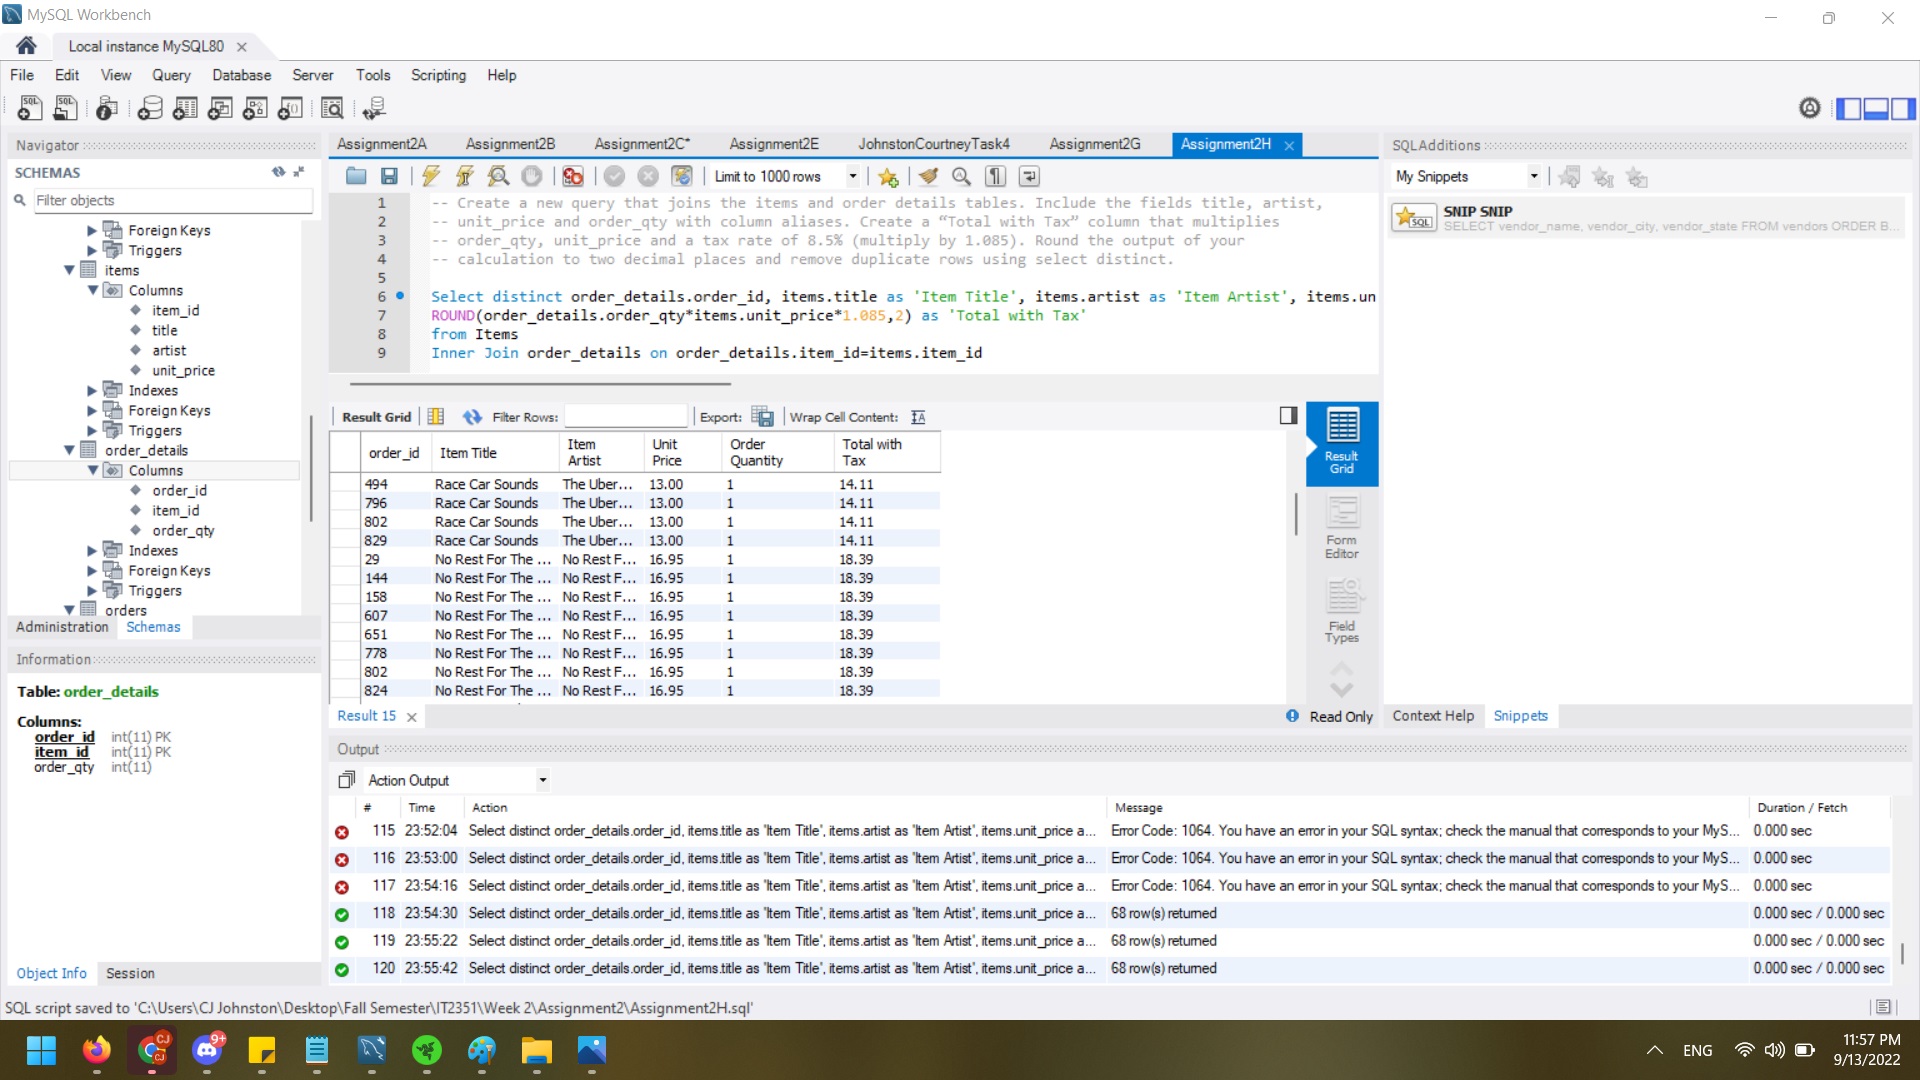 MySQL Workbench
Local instance MySQL80
File Edit View Query Database Server Tools Scripting Help
Navigator
SCHEMAS
Filter objects
Foreign Keys
Triggers
items
Columns
item_id
title
artist
unit_price
Indexes
Foreign Keys
Triggers
order_details
Columns
order_id
item_id
order_qty
Indexes
Foreign Keys
Triggers
orders
Administration Schemas
Information
Table: order_details
Columns:
order_id int(11) PK
item_id int(11) PK
order_qty int(11)
Object Info Session
Assignment2A Assignment2B Assignment2C* Assignment2E JohnstonCourtneyTask4 Assignment2G Assignment2H
Limit to 1000 rows
1 -- Create a new query that joins the items and order details tables. Include the fields title, artist,
2 -- unit_price and order_qty with column aliases. Create a “Total with Tax” column that multiplies
3 -- order_qty, unit_price and a tax rate of 8.5% (multiply by 1.085). Round the output of your
4 -- calculation to two decimal places and remove duplicate rows using select distinct.
5
6 Select distinct order_details.order_id, items.title as 'Item Title', items.artist as 'Item Artist', items.un
7 ROUND(order_details.order_qty*items.unit_price*1.085,2) as 'Total with Tax'
8 from Items
9 Inner Join order_details on order_details.item_id=items.item_id
Result Grid Filter Rows: Export: Wrap Cell Content:
order_id Item Title Item Artist Unit Price Order Quantity Total with Tax
494 Race Car Sounds The Uber... 13.00 1 14.11
796 Race Car Sounds The Uber... 13.00 1 14.11
802 Race Car Sounds The Uber... 13.00 1 14.11
829 Race Car Sounds The Uber... 13.00 1 14.11
29 No Rest For The ... No Rest F... 16.95 1 18.39
144 No Rest For The ... No Rest F... 16.95 1 18.39
158 No Rest For The ... No Rest F... 16.95 1 18.39
607 No Rest For The ... No Rest F... 16.95 1 18.39
651 No Rest For The ... No Rest F... 16.95 1 18.39
778 No Rest For The ... No Rest F... 16.95 1 18.39
802 No Rest For The ... No Rest F... 16.95 1 18.39
824 No Rest For The ... No Rest F... 16.95 1 18.39
Result Grid
Form Editor
Field Types
Result 15 Read Only
SQLAdditions
My Snippets
SQL
SNIP SNIP
SELECT vendor_name, vendor_city, vendor_state FROM vendors ORDER B...
Context Help Snippets
Output
Action Output
# Time Action Message Duration / Fetch
115 23:52:04 Select distinct order_details.order_id, items.title as 'Item Title', items.artist as 'Item Artist', items.unit_price a... Error Code: 1064. You have an error in your SQL syntax; check the manual that corresponds to your MyS... 0.000 sec
116 23:53:00 Select distinct order_details.order_id, items.title as 'Item Title', items.artist as 'Item Artist', items.unit_price a... Error Code: 1064. You have an error in your SQL syntax; check the manual that corresponds to your MyS... 0.000 sec
117 23:54:16 Select distinct order_details.order_id, items.title as 'Item Title', items.artist as 'Item Artist', items.unit_price a... Error Code: 1064. You have an error in your SQL syntax; check the manual that corresponds to your MyS... 0.000 sec
118 23:54:30 Select distinct order_details.order_id, items.title as 'Item Title', items.artist as 'Item Artist', items.unit_price a... 68 row(s) returned 0.000 sec / 0.000 sec
119 23:55:22 Select distinct order_details.order_id, items.title as 'Item Title', items.artist as 'Item Artist', items.unit_price a... 68 row(s) returned 0.000 sec / 0.000 sec
120 23:55:42 Select distinct order_details.order_id, items.title as 'Item Title', items.artist as 'Item Artist', items.unit_price a... 68 row(s) returned 0.000 sec / 0.000 sec
SQL script saved to 'C:\Users\CJ Johnston\Desktop\Fall Semester\IT2351\Week 2\Assignment2\Assignment2H.sql'
CJ
9+
ENG
11:57 PM
9/13/2022